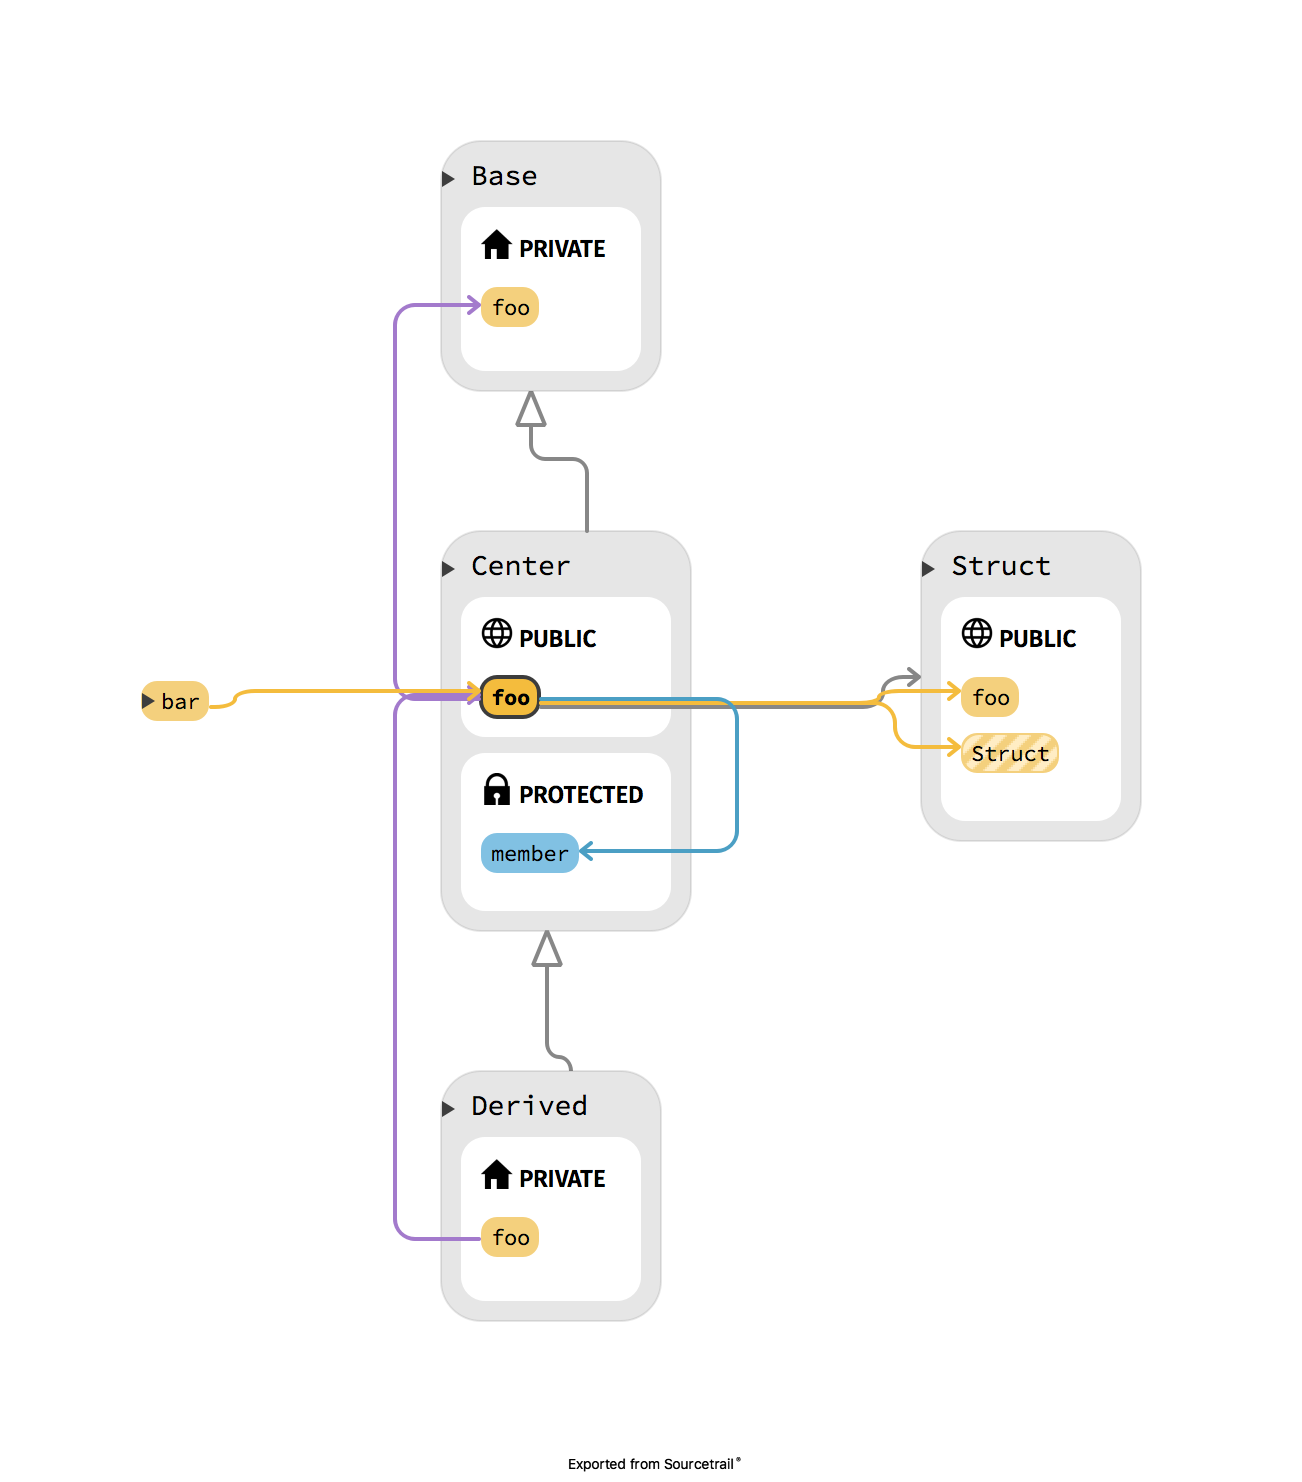 Base
PRIVATE
foo
Center
PUBLIC
foo
PROTECTED
member
bar
Struct
PUBLIC
foo
Struct
Derived
PRIVATE
foo
Exported from Sourcetrail®